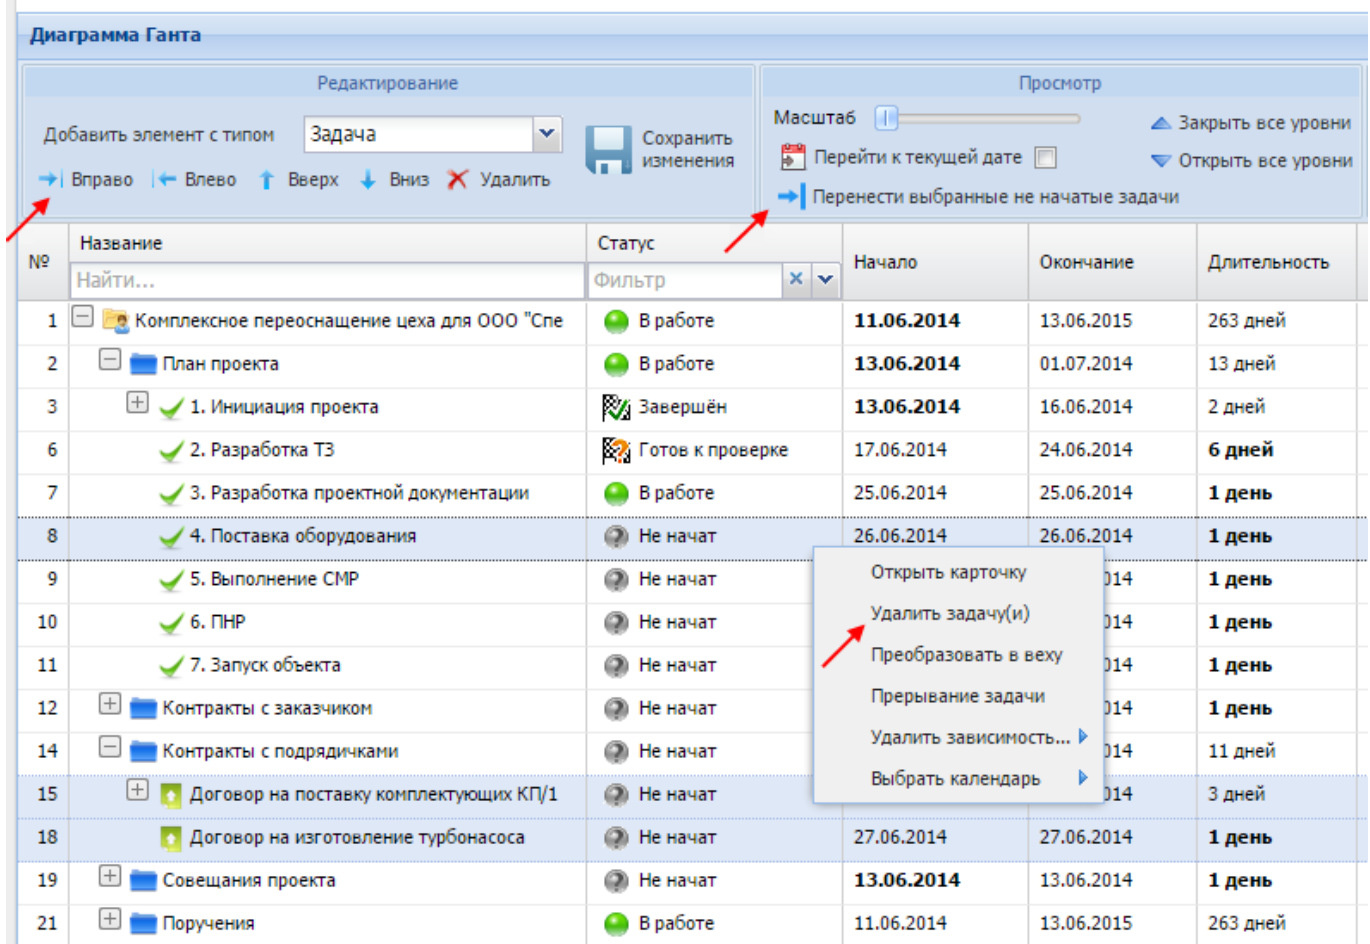 Диаграмма Ганта
Редактирование
Просмотр
Добавить элемент с типом Задача
Сохранить
изменения
Вправо Влево Вверх Вниз Удалить
Масштаб
Закрыть все уровни
Перейти к текущей дате
Открыть все уровни
Перенести выбранные не начатые задачи
№ Название Статус Начало Окончание Длительность
Найти... Фильтр
1 Комплексное переоснащение цеха для ООО "Спе В работе 11.06.2014 13.06.2015 263 дней
2 План проекта В работе 13.06.2014 01.07.2014 13 дней
3 1. Инициация проекта Завершён 13.06.2014 16.06.2014 2 дней
6 2. Разработка ТЗ Готов к проверке 17.06.2014 24.06.2014 6 дней
7 3. Разработка проектной документации В работе 25.06.2014 25.06.2014 1 день
8 4. Поставка оборудования Не начат 26.06.2014 26.06.2014 1 день
9 5. Выполнение СМР Не начат 014 1 день
10 6. ПНР Не начат 014 1 день
11 7. Запуск объекта Не начат 014 1 день
12 Контракты с заказчиком Не начат 014 1 день
14 Контракты с подрядичками Не начат 014 11 дней
15 Договор на поставку комплектующих КП/1 Не начат 014 3 дней
18 Договор на изготовление турбонасоса Не начат 27.06.2014 27.06.2014 1 день
19 Совещания проекта Не начат 13.06.2014 13.06.2014 1 день
21 Поручения В работе 11.06.2014 13.06.2015 263 дней
Открыть карточку
Удалить задачу(и)
Преобразовать в веху
Прерывание задачи
Удалить зависимость...
Выбрать календарь